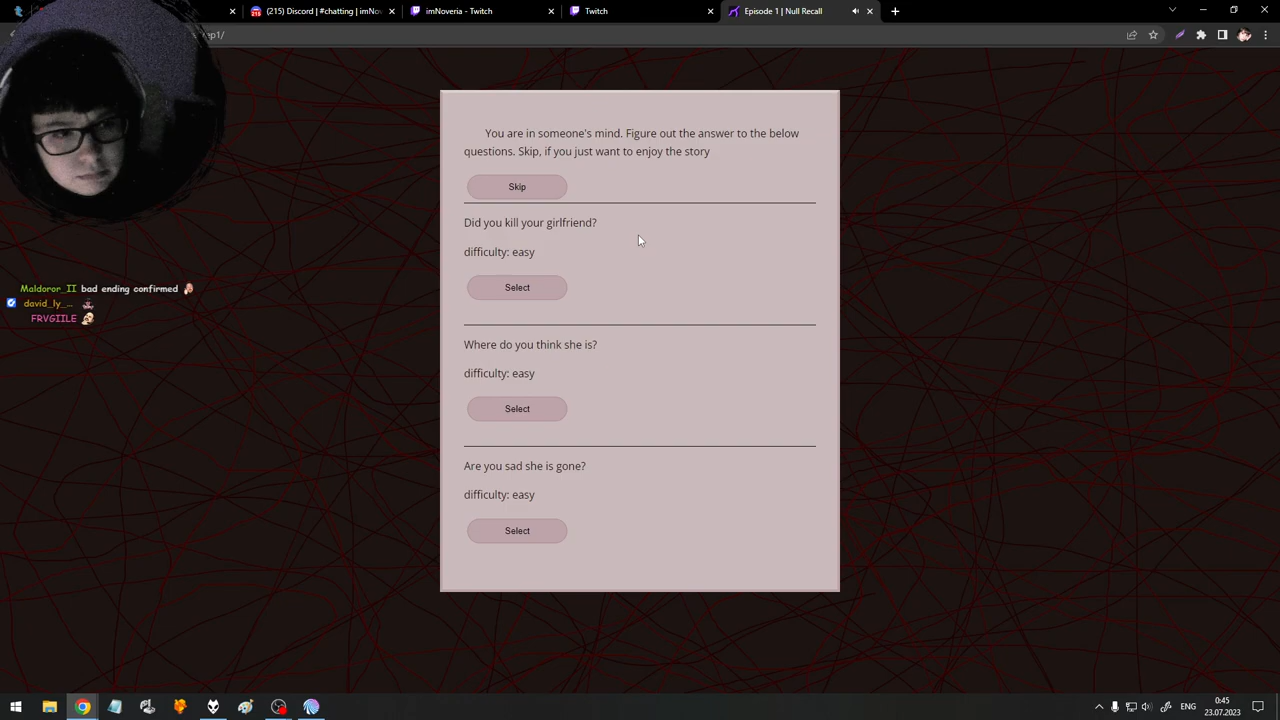 (215) Discord | #chatting | imNov
imNoveria - Twitch
Twitch
Episode 1 | Null Recall
ep1/
You are in someone's mind. Figure out the answer to the below
questions. Skip, if you just want to enjoy the story
Skip
Did you kill your girlfriend?
difficulty: easy
Select
Maldoror_II bad ending confirmed
david_ly_...
FRVGIILE
Where do you think she is?
difficulty: easy
Select
Are you sad she is gone?
difficulty: easy
Select
ENG
0:45
23.07.2023